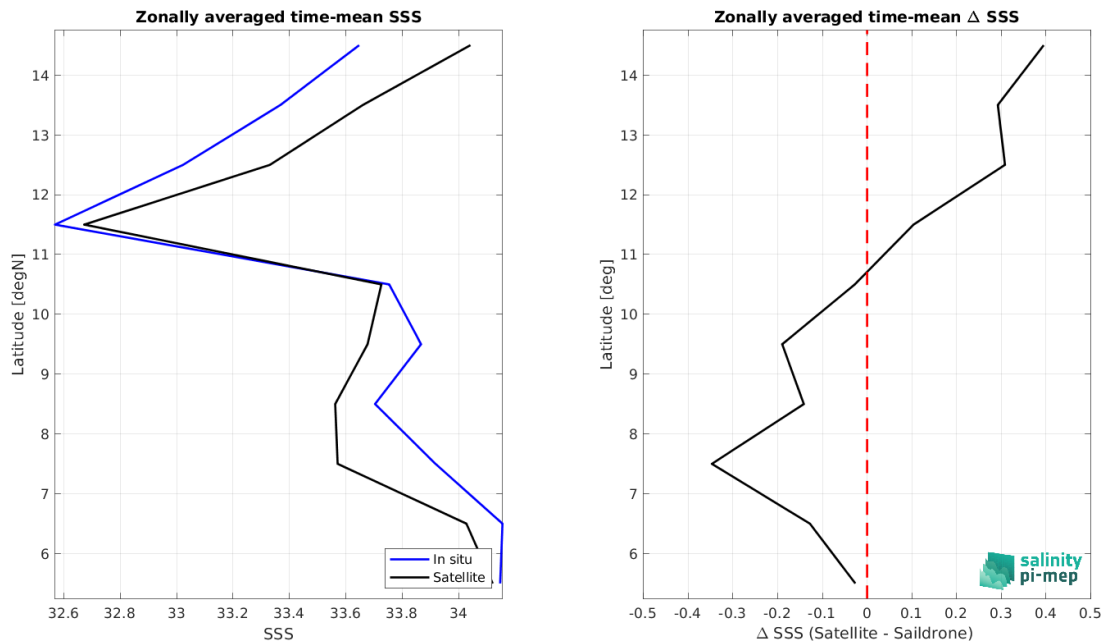 Zonally averaged time-mean SSS
14
13
12
11
10
9
8
7
6
Latitude [degN]
In situ
Satellite
32.6 32.8 33 33.2 33.4 33.6 33.8 34
SSS
Zonally averaged time-mean Δ SSS
14
13
12
11
10
9
8
7
6
Latitude [deg]
salinity
pi-mep
-0.5 -0.4 -0.3 -0.2 -0.1 0 0.1 0.2 0.3 0.4 0.5
Δ SSS (Satellite - Saildrone)